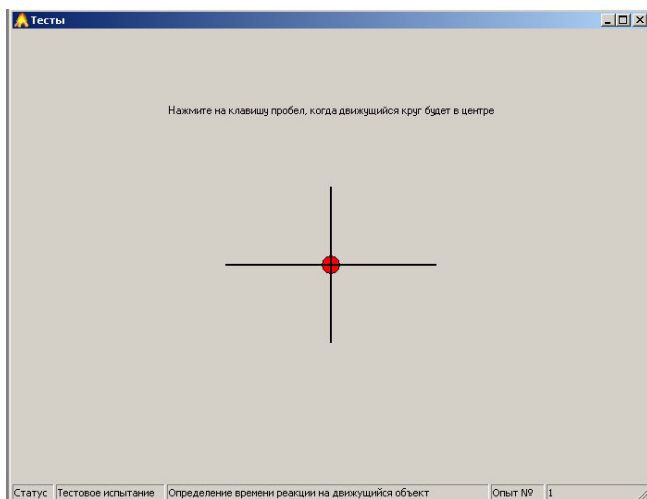 Тесты
Нажмите на клавишу пробел, когда движущийся круг будет в центре
Статус Тестовое испытание Определение времени реакции на движущийся объект Опыт № 1